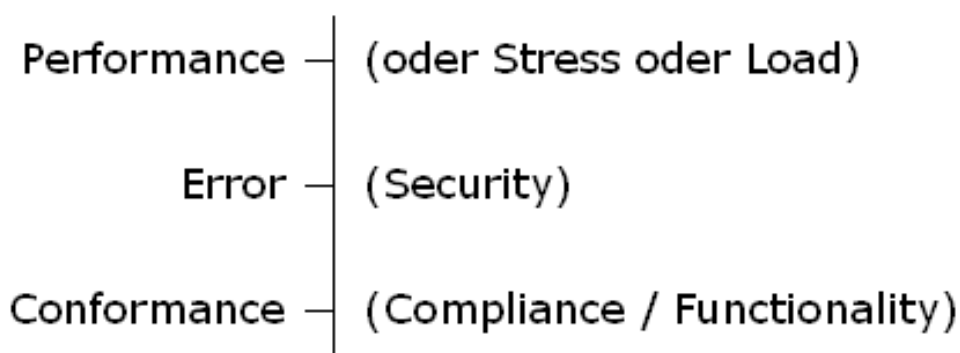 Performance (oder Stress oder Load)
Error (Security)
Conformance (Compliance / Functionality)